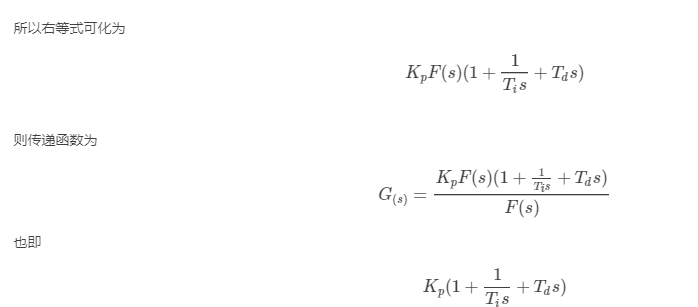 所以右等式可化为
K_pF(s)(1 + \frac{1}{T_is} + T_ds)
则传递函数为
G_{(s)} = \frac{K_pF(s)(1 + \frac{1}{T_is} + T_ds)}{F(s)}
也即
K_p(1 + \frac{1}{T_is} + T_ds)